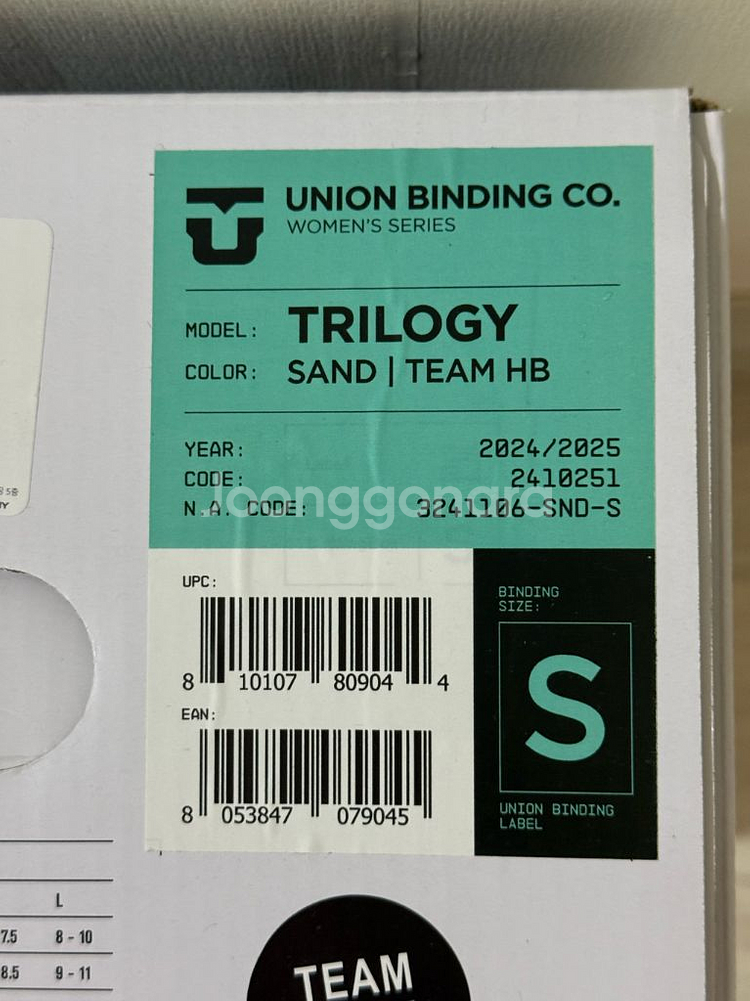 UNION BINDING CO.
WOMEN'S SERIES
MODEL: TRILOGY
COLOR: SAND | TEAM HB
YEAR: 2024/2025
CODE: 2410251
N.A. CODE: 3241106-SND-S
Joonggonara
UPC:
8 10107 80904 4
EAN:
8 053847 079045
BINDING
SIZE:
S
UNION BINDING
LABEL
L
7.5 8 - 10
8.5 9 - 11
TEAM